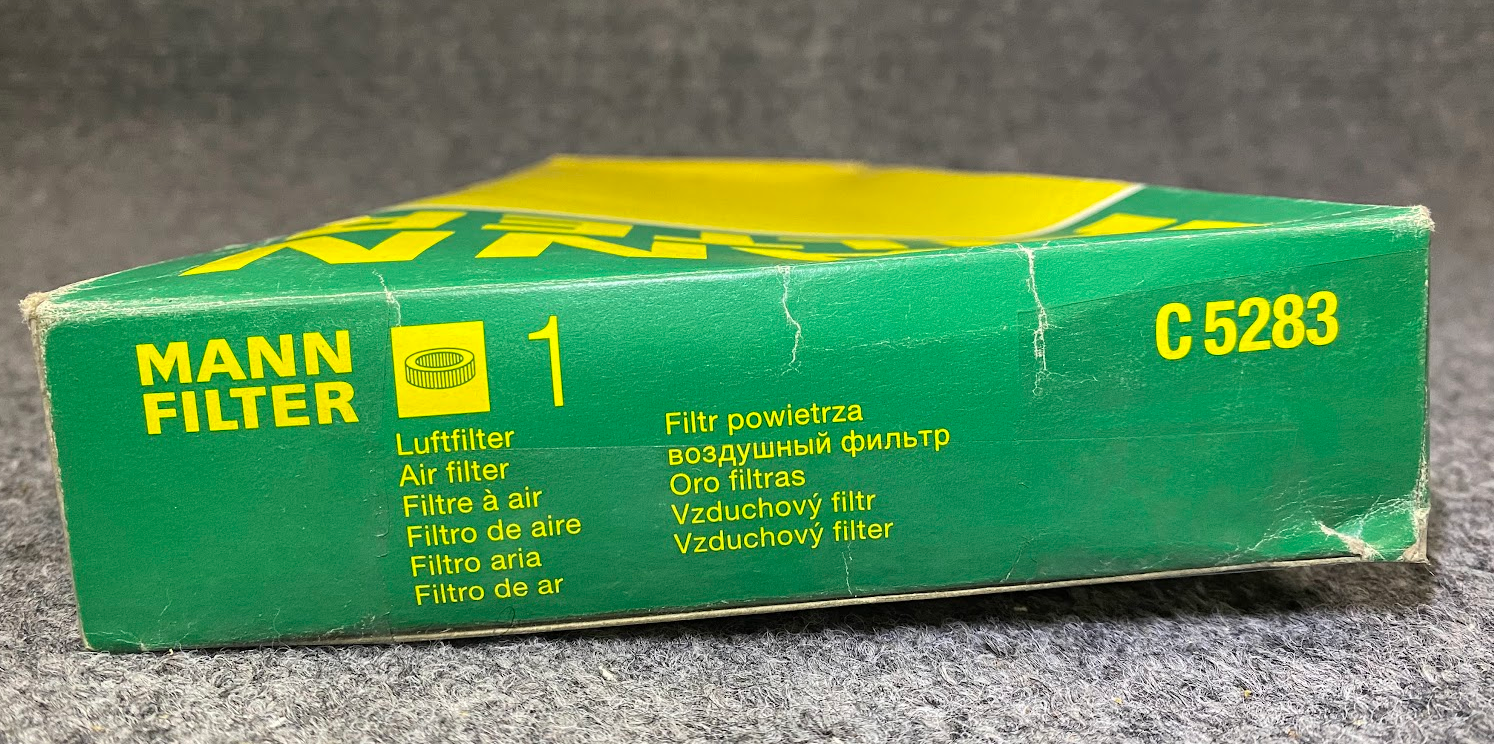 MANN
FILTER
1
C 5283
Luftfilter
Air filter
Filtre à air
Filtro de aire
Filtro aria
Filtro de ar
Filtr powietrza
воздушный фильтр
Oro filtras
Vzduchový filtr
Vzduchový filter